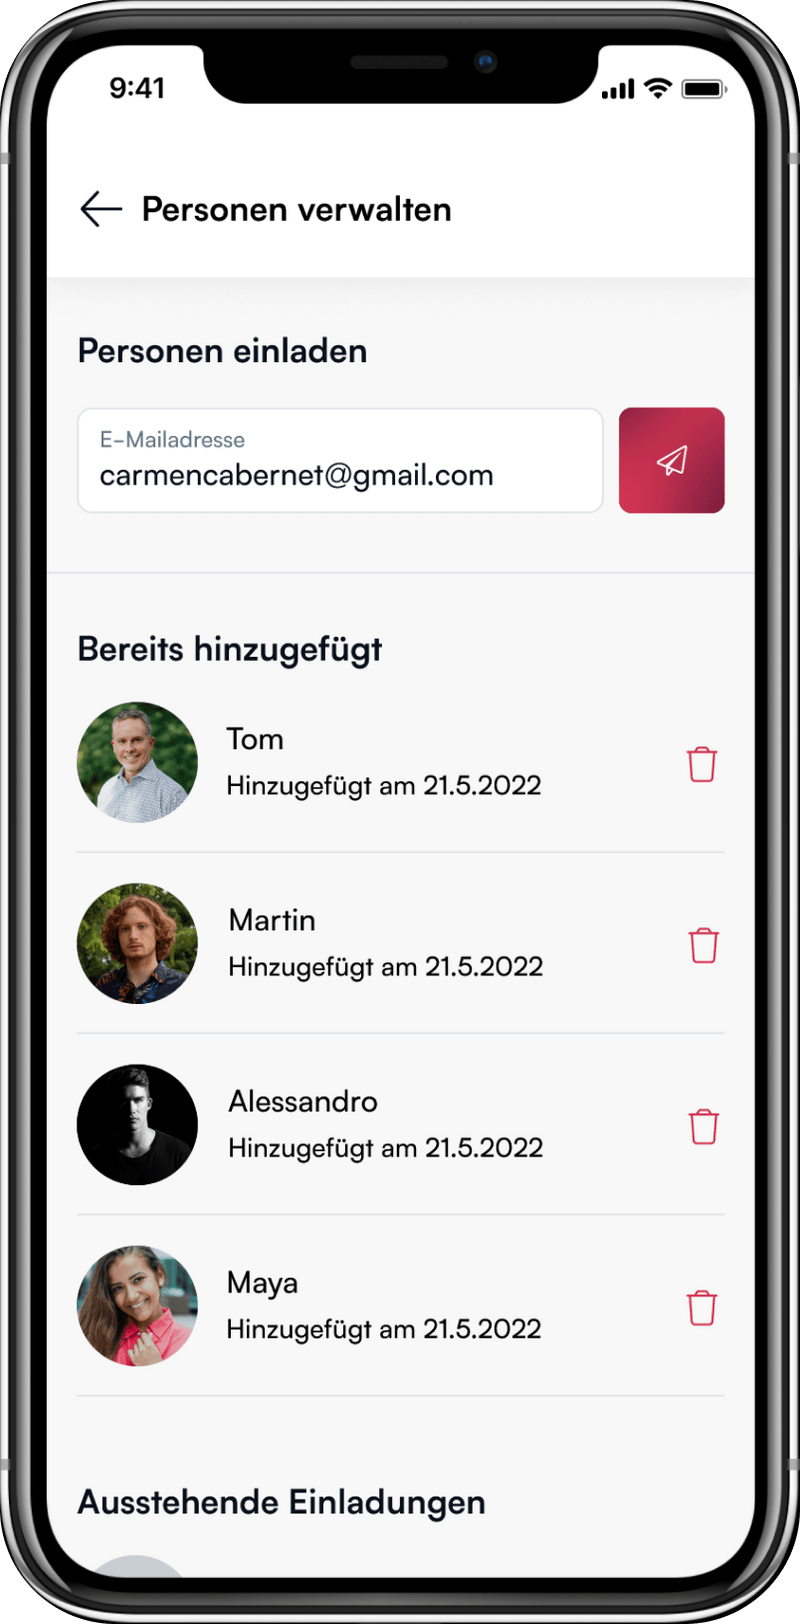 9:41
Personen verwalten
Personen einladen
E-Mailadresse
carmencabernet@gmail.com
Bereits hinzugefügt
Tom
Hinzugefügt am 21.5.2022
Martin
Hinzugefügt am 21.5.2022
Alessandro
Hinzugefügt am 21.5.2022
Maya
Hinzugefügt am 21.5.2022
Ausstehende Einladungen